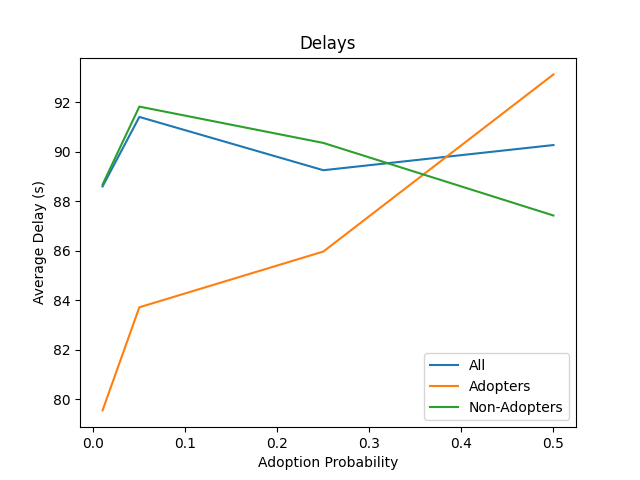 Delays
Average Delay (s)
92
90
88
86
84
82
80
0.0
0.1
0.2
0.3
0.4
0.5
Adoption Probability
All
Adopters
Non-Adopters